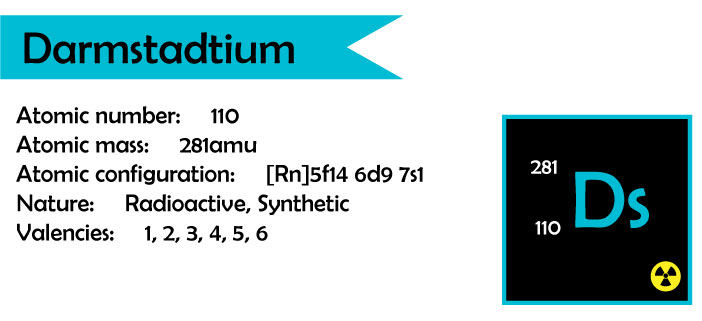 Darmstadtium
Atomic number: 110
Atomic mass: 281amu
Atomic configuration: [Rn]5f14 6d9 7s1
Nature: Radioactive, Synthetic
Valencies: 1, 2, 3, 4, 5, 6
281
Ds
110